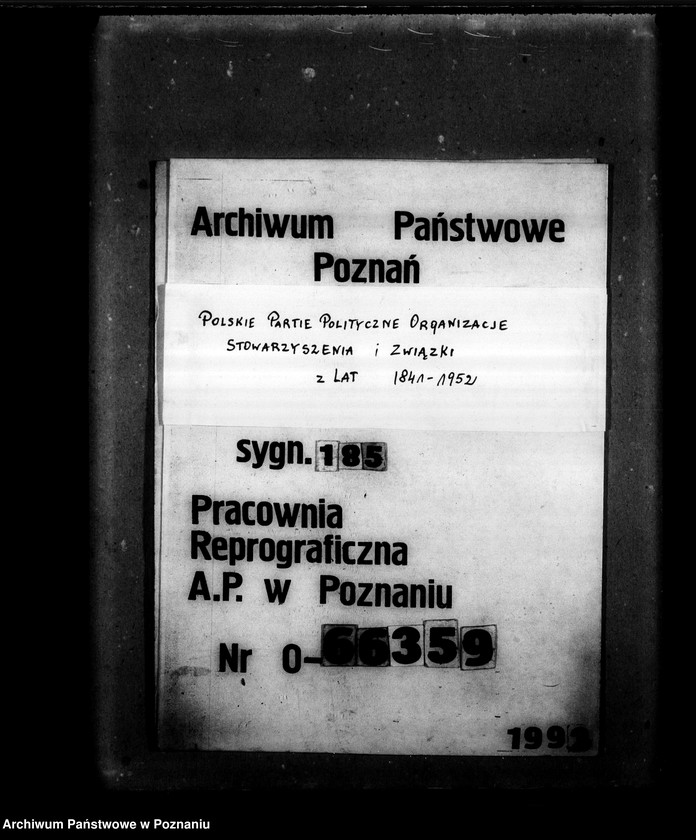 Archiwum Państwowe
Poznań
POLSKIE PARTIE POLITYCZNE ORGANIZACJE
STOWARZYSZENIA i ZWIĄZKI
z LAT 1841-1952
sygn. 185
Pracownia
Reprograficzna
A.P. w Poznaniu
Nr 0-66359
Archiwum Państwowe w Poznaniu